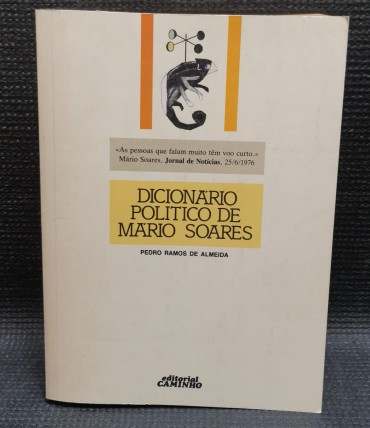 «As pessoas que falam muito têm voo curto.»
Mário Soares, Jornal de Notícias, 25/6/1976
DICIONÁRIO
POLÍTICO DE
MÁRIO SOARES
PEDRO RAMOS DE ALMEIDA
editorial
CAMINHO